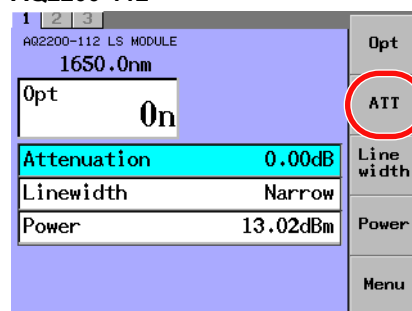 1 2 3
AQ2200-112 LS MODULE
1650.0nm
Opt
On
Attenuation 0.00dB
Linewidth Narrow
Power 13.02dBm
Opt
ATT
Line
width
Power
Menu